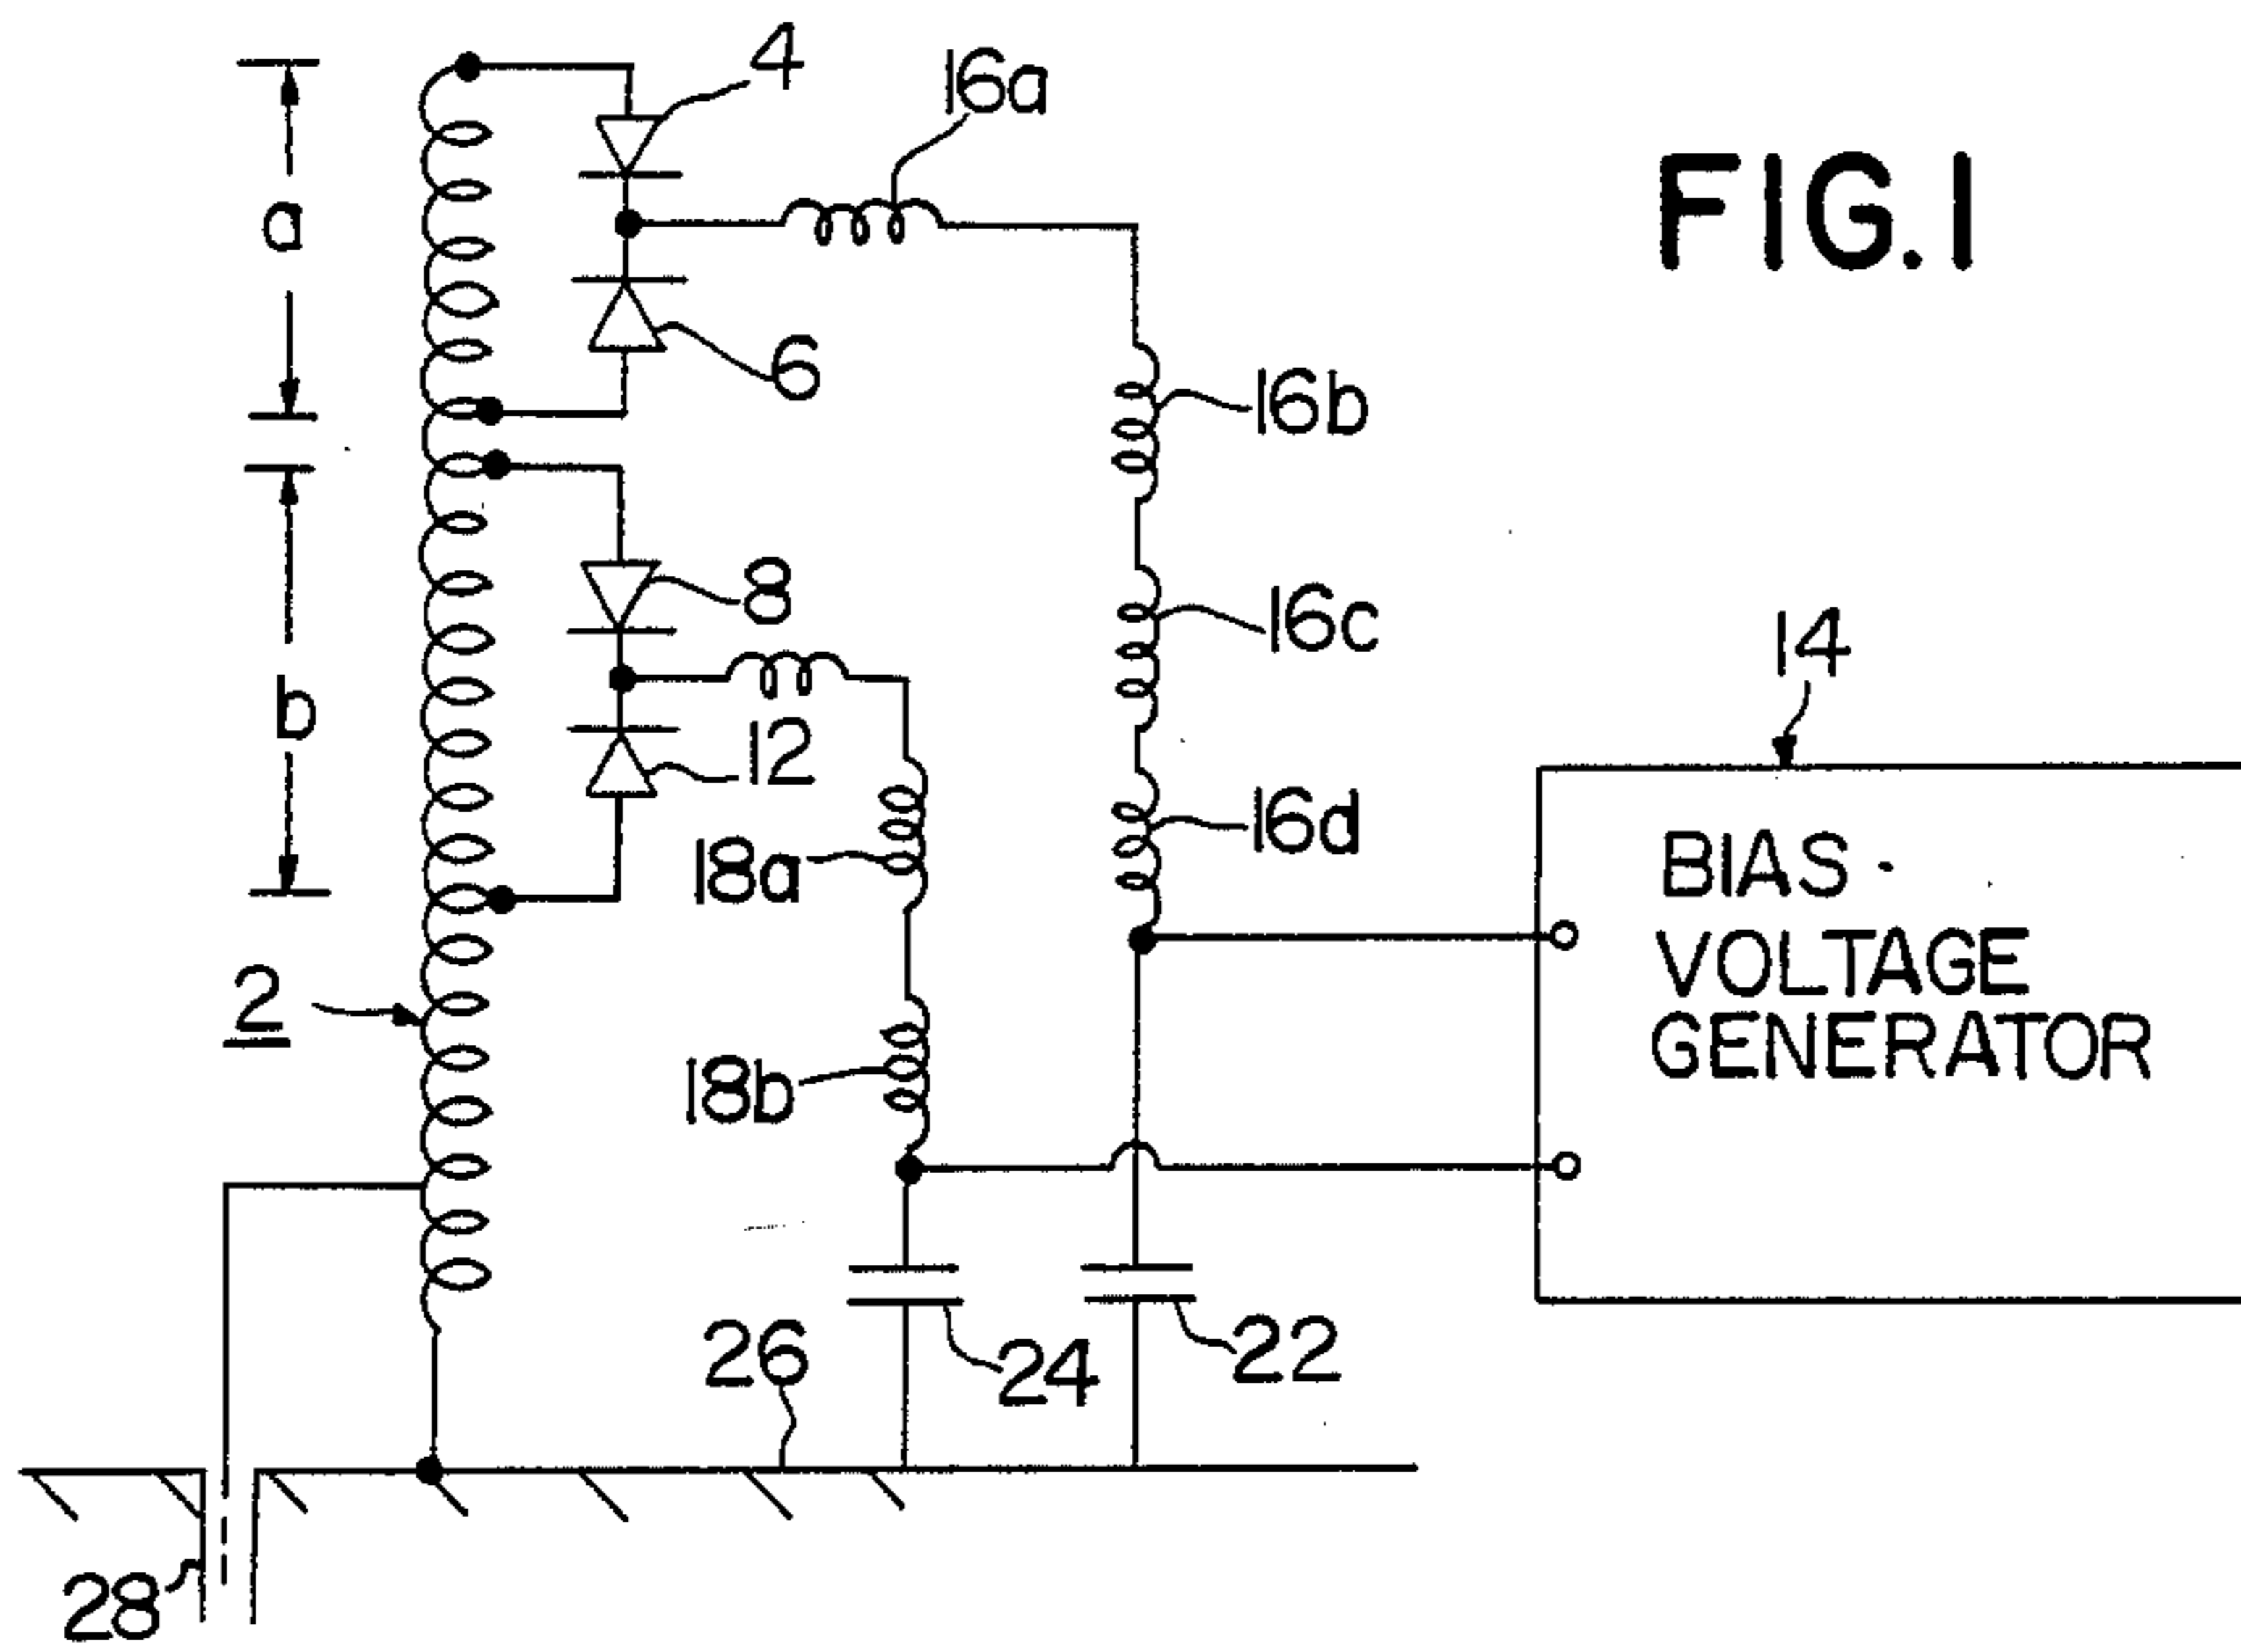 FIG. 1
4
16a
a
6
16b
8
16c
14
b
12
16d
18a
BIAS -
VOLTAGE
GENERATOR
2
18b
26
24
22
28